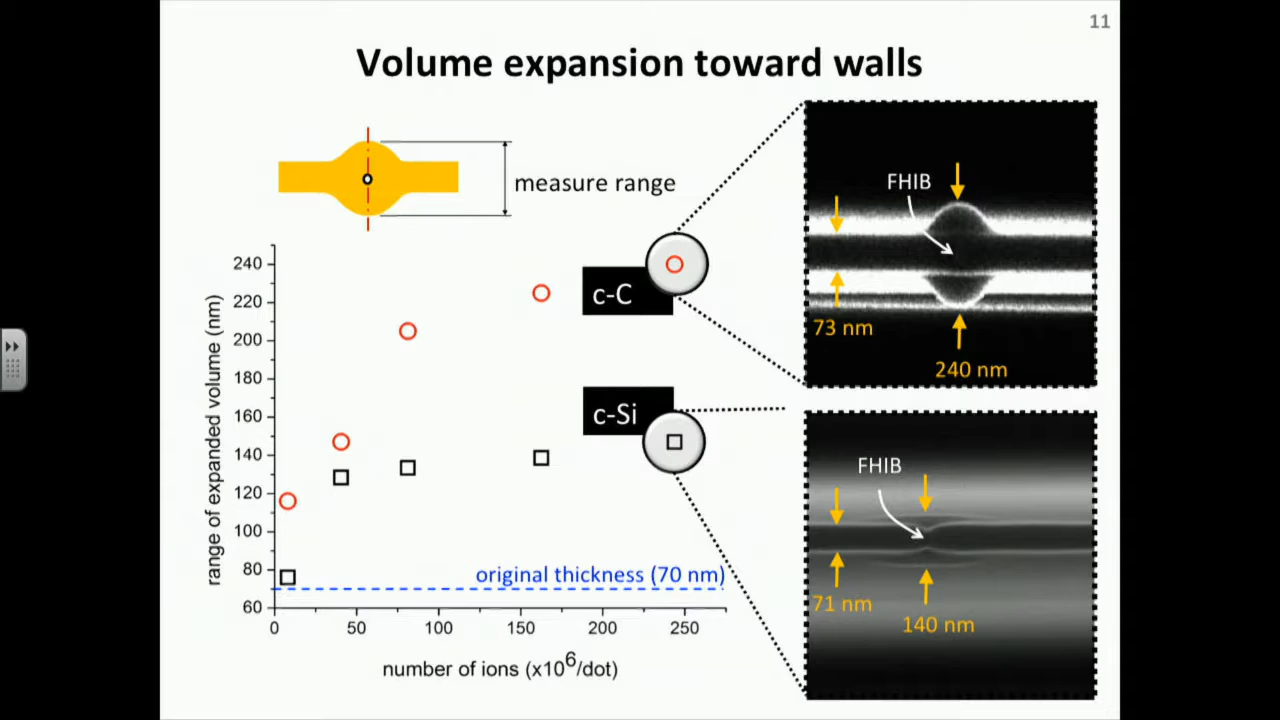 11
Volume expansion toward walls
measure range
range of expanded volume (nm)
240
220
200
180
160
140
120
100
80
60
0
50
100
150
200
250
number of ions (x10⁶/dot)
c-C
c-Si
original thickness (70 nm)
FHIB
73 nm
240 nm
FHIB
71 nm
140 nm